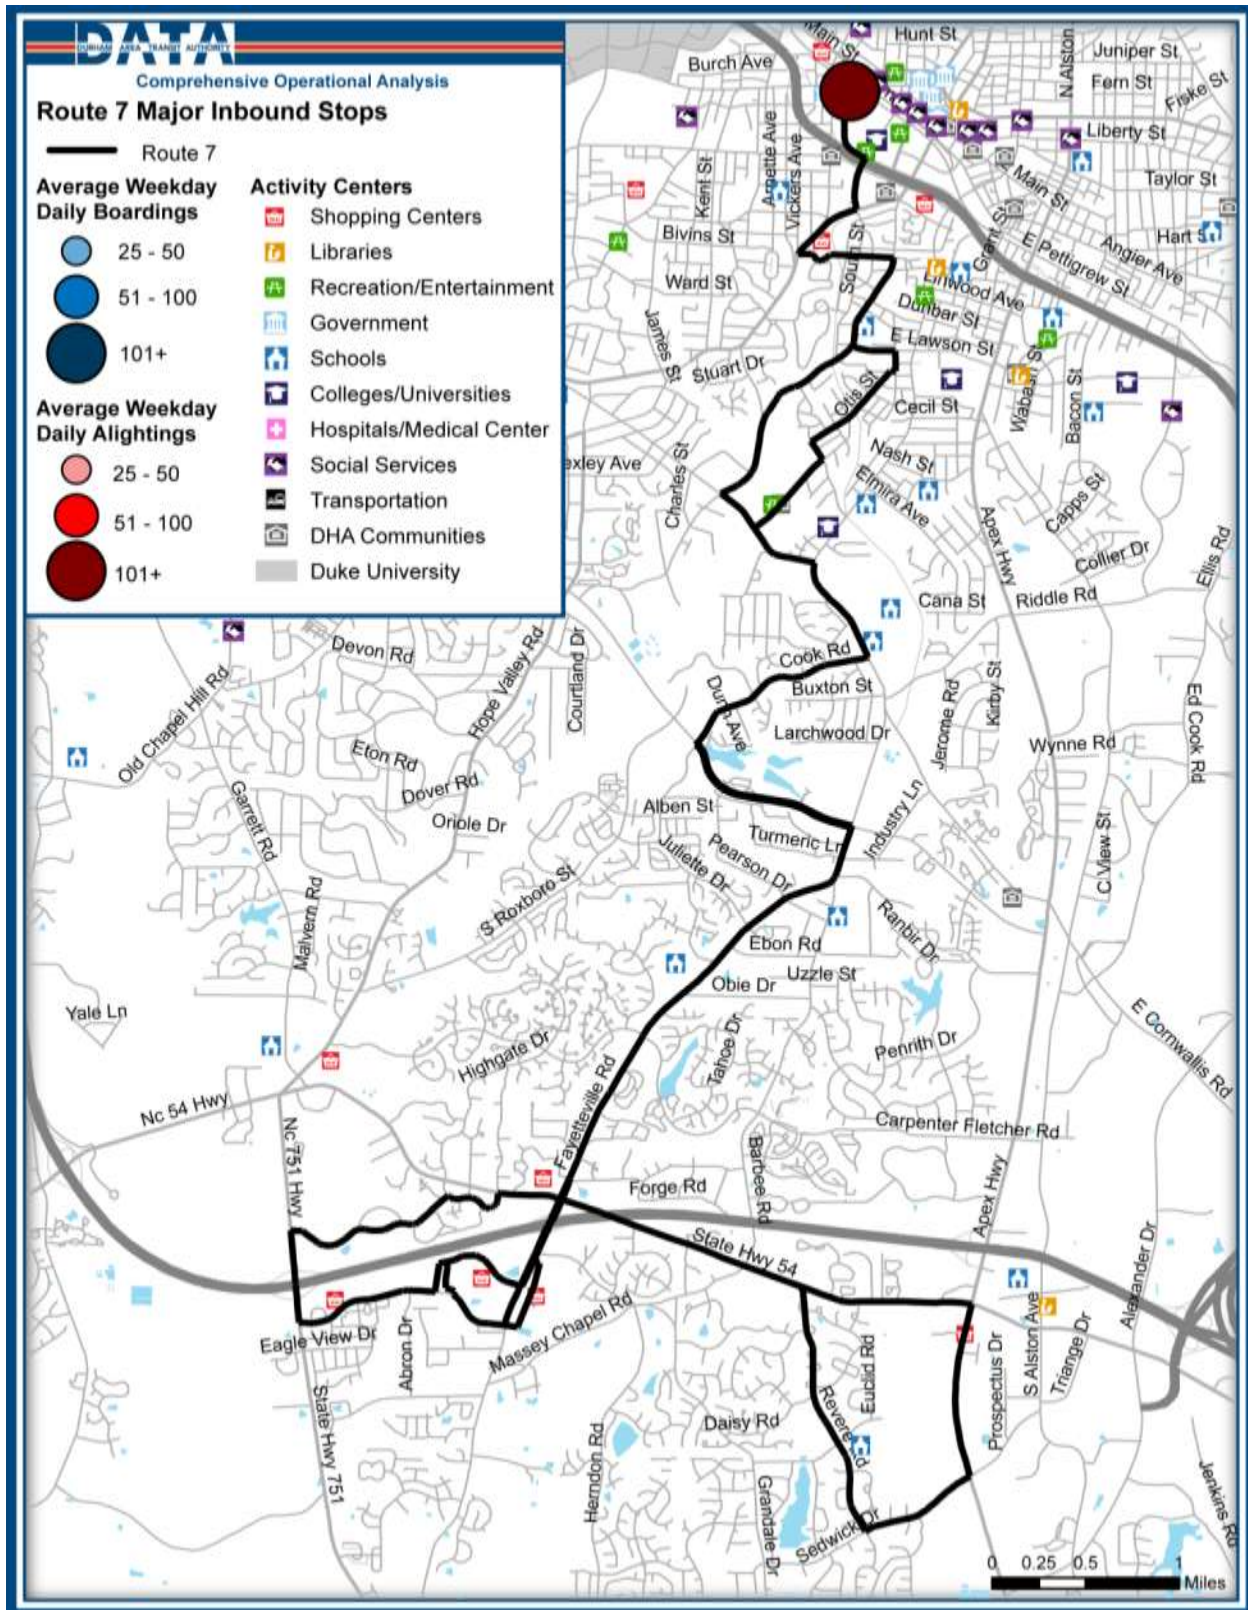 DATA
DURHAM AREA TRANSIT AUTHORITY
Comprehensive Operational Analysis
Route 7 Major Inbound Stops
Route 7
Average Weekday
Daily Boardings
25 - 50
51 - 100
101+
Average Weekday
Daily Alightings
25 - 50
51 - 100
101+
Activity Centers
Shopping Centers
Libraries
Recreation/Entertainment
Government
Schools
Colleges/Universities
Hospitals/Medical Center
Social Services
Transportation
DHA Communities
Duke University
Main St
Hunt St
N Alston
Juniper St
Burch Ave
Fern St
Fiske St
Liberty St
Arnette Ave
Vickers Ave
Kent St
E Main St
Taylor St
Bivins St
South St
Grant St
Hart St
Angier Ave
E Pettigrew St
Ward St
Linwood Ave
Dunbar St
James St
E Lawson St
Stuart Dr
Otis St
Cecil St
Wabash St
Bacon St
Nash St
exley Ave
Charles St
Elmira Ave
Capps St
Apex Hwy
Collier Dr
Ellis Rd
Cana St
Riddle Rd
Devon Rd
Hope Valley Rd
Courtland Dr
Cook Rd
Buxton St
Old Chapel Hill Rd
Dunn Ave
Jerome Rd
Kirby St
Ed Cook Rd
Larchwood Dr
Wynne Rd
Eton Rd
Dover Rd
Garrett Rd
Alben St
Industry Ln
Oriole Dr
Turmeric Ln
Pearson Dr
Juliette Dr
C View St
S Roxboro St
Malvern Rd
Ranbir Dr
Ebon Rd
Uzzle St
Obie Dr
Yale Ln
E Cornwallis Rd
Highgate Dr
Tahoe Dr
Penrith Dr
Fayetteville Rd
Nc 54 Hwy
Carpenter Fletcher Rd
Nc 751 Hwy
Barbee Rd
Apex Hwy
Forge Rd
State Hwy 54
Alexander Dr
Massey Chapel Rd
Eagle View Dr
Abron Dr
Euclid Rd
Prospectus Dr
S Alston Ave
Triangle Dr
State Hwy 751
Revere Rd
Daisy Rd
Herndon Rd
Grandale Dr
Sedwick Dr
Jenkins Rd
0 0.25 0.5 1
Miles